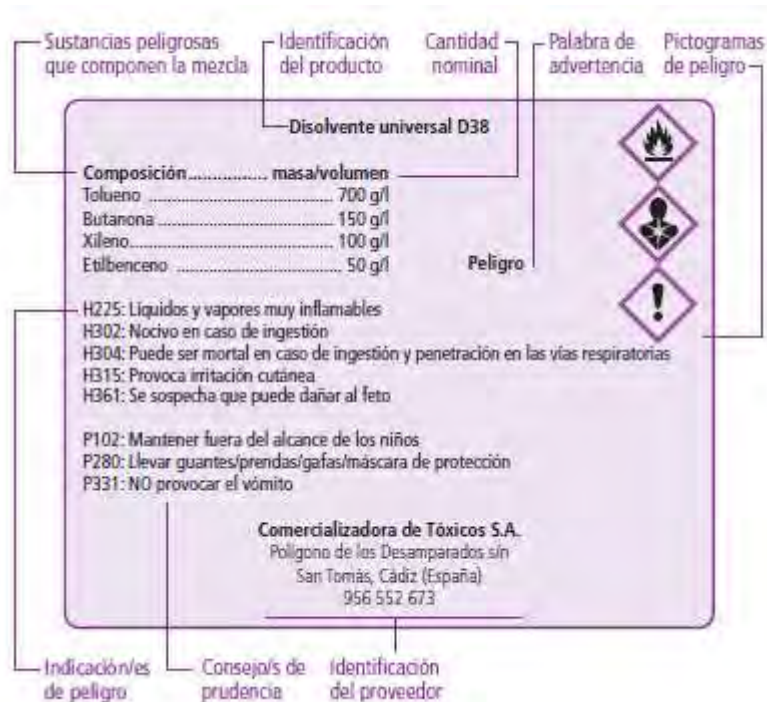 Sustancias peligrosas
que componen la mezcla
Identificación
del producto
Cantidad
nominal
Palabra de
advertencia
Pictogramas
de peligro
Disolvente universal D38
Composición................ masa/volumen
Tolueno ........................................ 700 g/l
Butanona ..................................... 150 g/l
Xileno........................................... 100 g/l
Etilbenceno .................................... 50 g/l
Peligro
H225: Líquidos y vapores muy inflamables
H302: Nocivo en caso de ingestión
H304: Puede ser mortal en caso de ingestión y penetración en las vías respiratorias
H315: Provoca irritación cutánea
H361: Se sospecha que puede dañar al feto
P102: Mantener fuera del alcance de los niños
P280: Llevar guantes/prendas/gafas/máscara de protección
P331: NO provocar el vómito
Comercializadora de Tóxicos S.A.
Polígono de los Desamparados s/n
San Tomás, Cádiz (España)
956 552 673
Indicación/es
de peligro
Consejo/s de
prudencia
Identificación
del proveedor